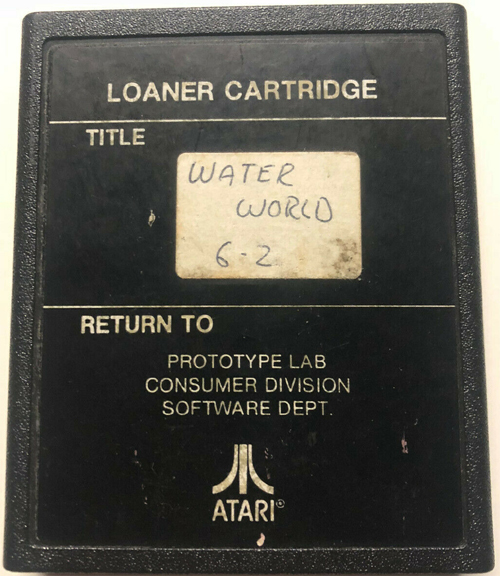 LOANER CARTRIDGE
TITLE
WATER
WORLD
6-2
RETURN TO
PROTOTYPE LAB
CONSUMER DIVISION
SOFTWARE DEPT.
ATARI®